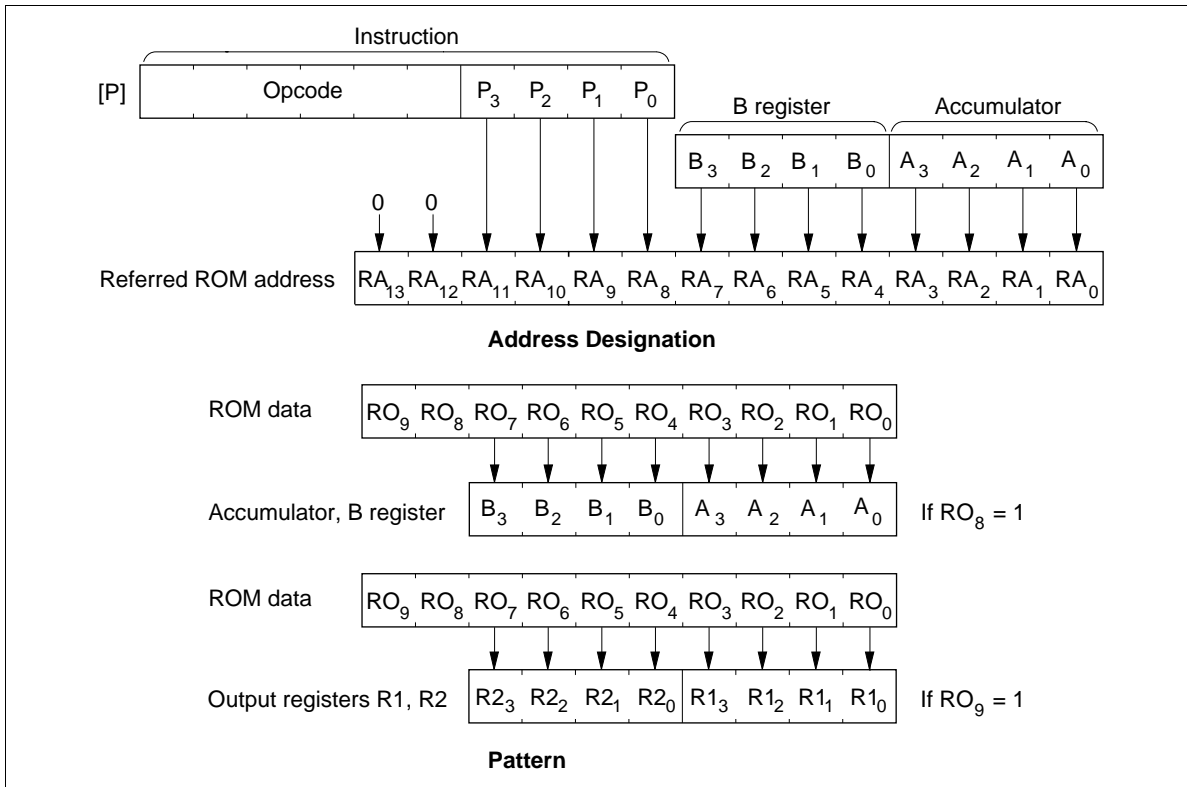 Instruction
[P] Opcode P3 P2 P1 P0
B register Accumulator
B3 B2 B1 B0 A3 A2 A1 A0
0 0
Referred ROM address RA13 RA12 RA11 RA10 RA9 RA8 RA7 RA6 RA5 RA4 RA3 RA2 RA1 RA0
Address Designation
ROM data RO9 RO8 RO7 RO6 RO5 RO4 RO3 RO2 RO1 RO0
Accumulator, B register B3 B2 B1 B0 A3 A2 A1 A0 If RO8 = 1
ROM data RO9 RO8 RO7 RO6 RO5 RO4 RO3 RO2 RO1 RO0
Output registers R1, R2 R23 R22 R21 R20 R13 R12 R11 R10 If RO9 = 1
Pattern